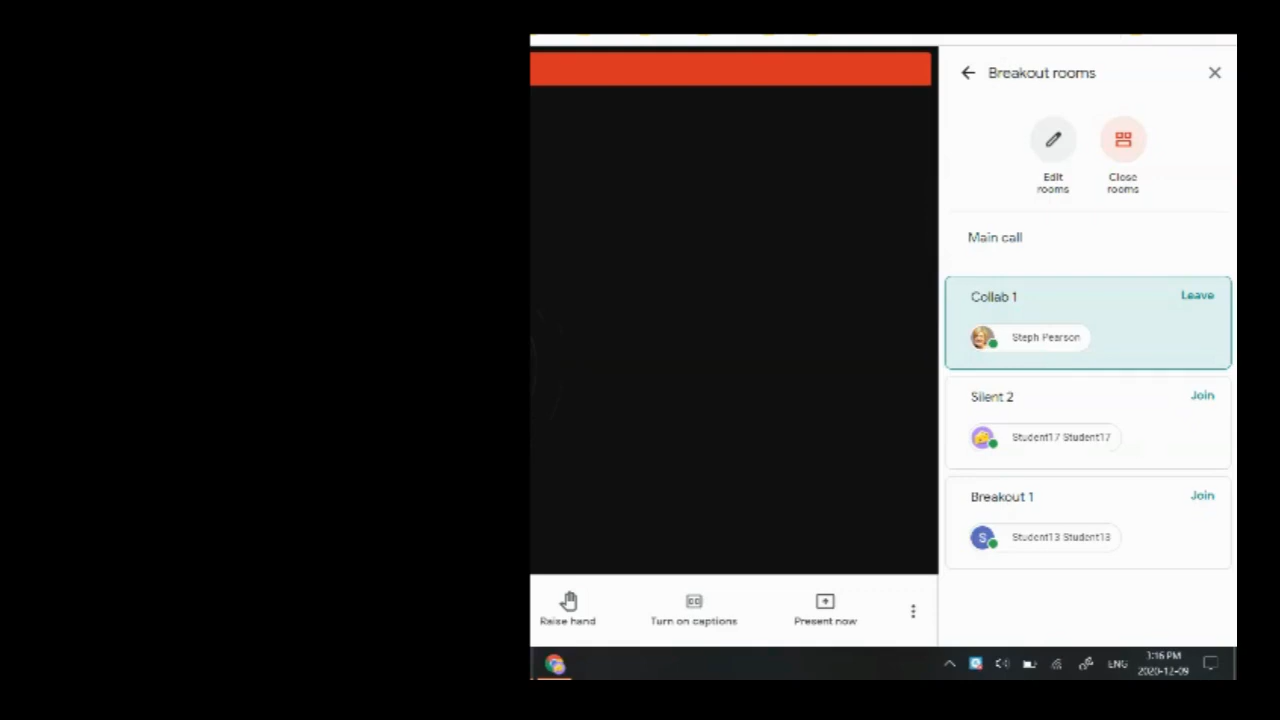 Breakout rooms
Edit
rooms
Close
rooms
Main call
Collab 1
Leave
Steph Pearson
Silent 2
Join
Student17 Student17
Breakout 1
Join
S
Student13 Student13
Raise hand
Turn on captions
Present now
ENG
3:16 PM
2020-12-09